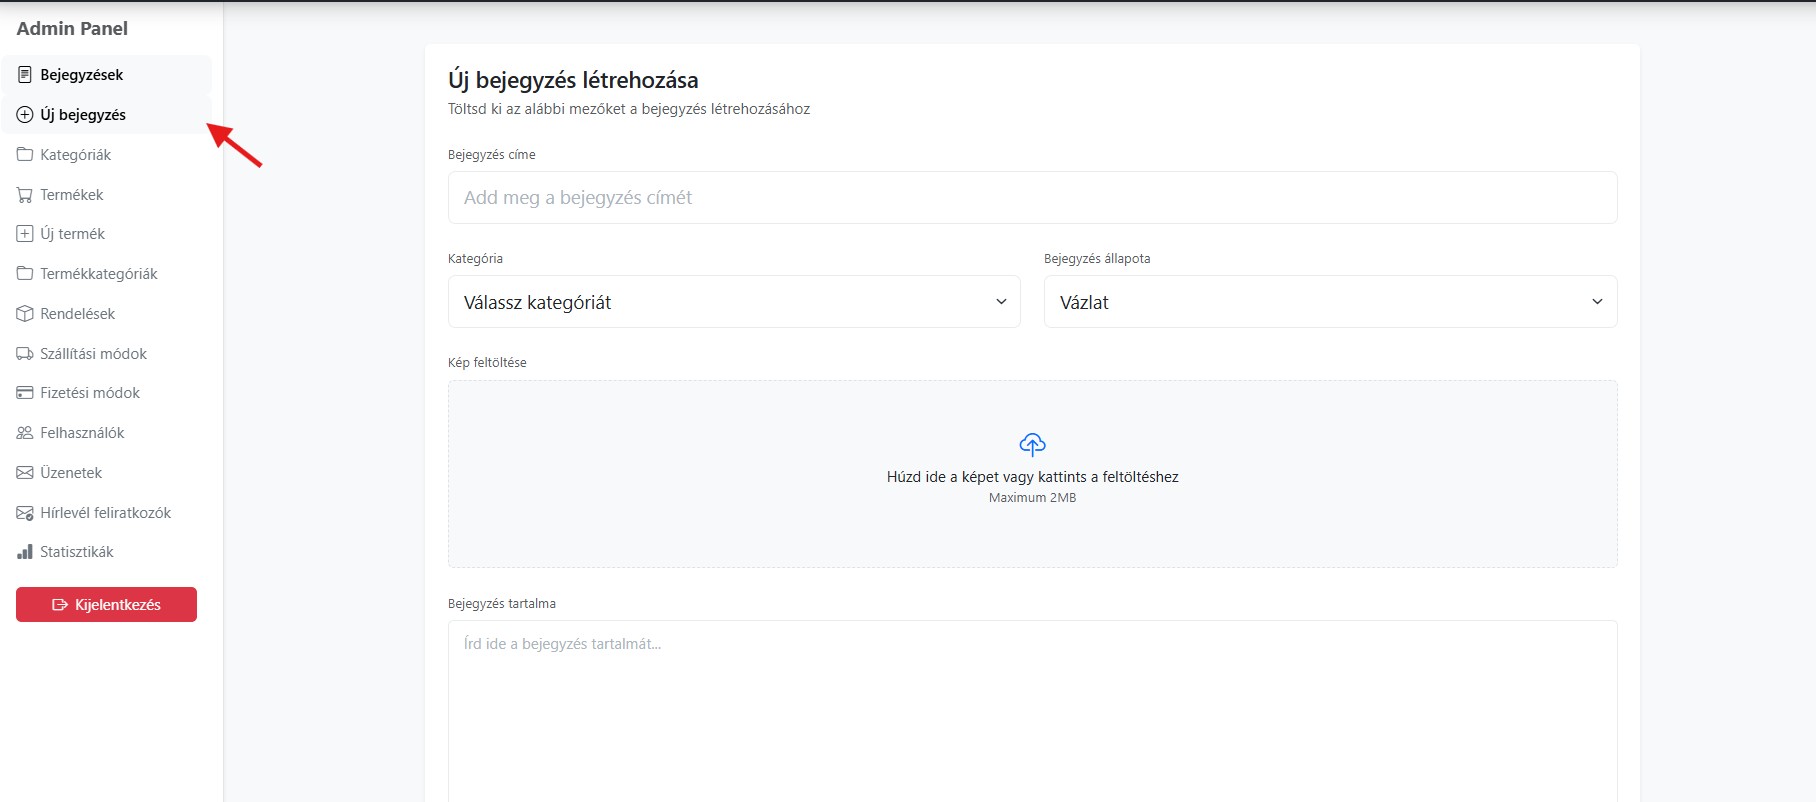 Admin Panel
Bejegyzések
Új bejegyzés
Kategóriák
Termékek
Új termék
Termékkategóriák
Rendelések
Szállítási módok
Fizetési módok
Felhasználók
Üzenetek
Hírlevél feliratkozók
Statisztikák
Kijelentkezés
Új bejegyzés létrehozása
Töltsd ki az alábbi mezőket a bejegyzés létrehozásához
Bejegyzés címe
Add meg a bejegyzés címét
Kategória
Válassz kategóriát
Bejegyzés állapota
Vázlat
Kép feltöltése
Húzd ide a képet vagy kattints a feltöltéshez
Maximum 2MB
Bejegyzés tartalma
Írd ide a bejegyzés tartalmát...